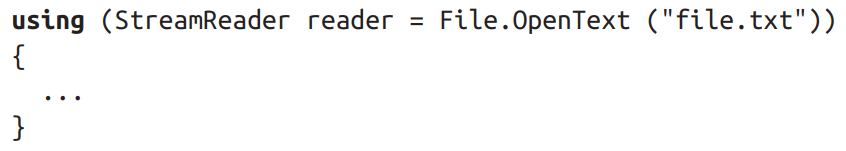 using (StreamReader reader = File.OpenText ("file.txt"))
{
  ...
}